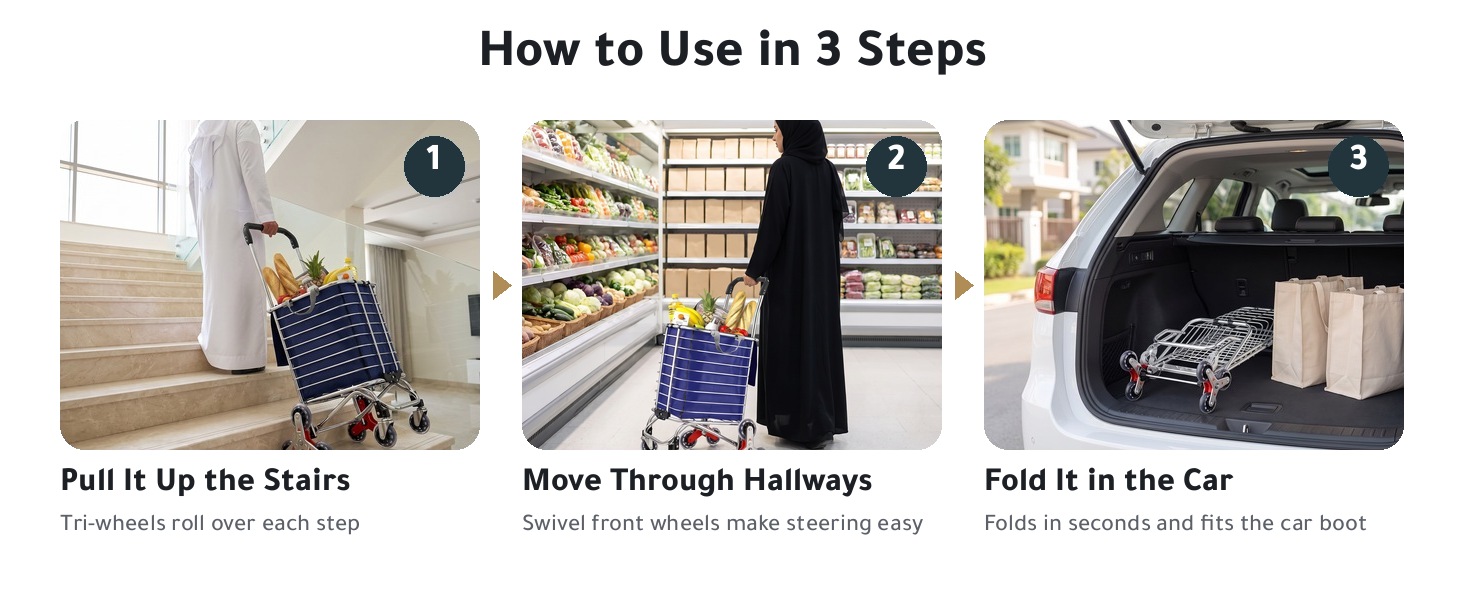 How to Use in 3 Steps
1
2
3
Pull It Up the Stairs
Tri-wheels roll over each step
Move Through Hallways
Swivel front wheels make steering easy
Fold It in the Car
Folds in seconds and fits the car boot